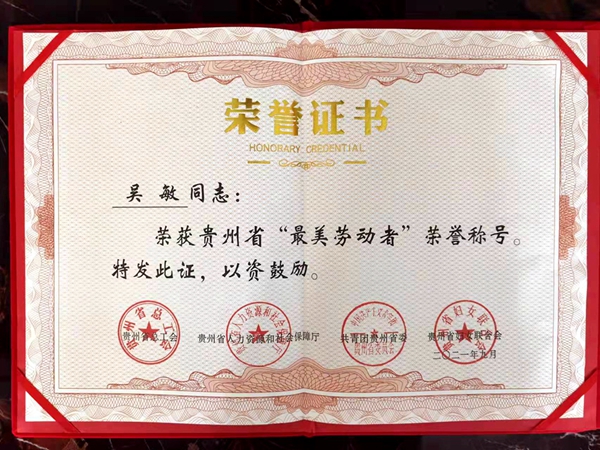 荣誉证书
HONORARY CREDENTIAL
吴敏同志：
荣获贵州省“最美劳动者”荣誉称号。
特发此证，以资鼓励。
贵州省总工会 贵州省人力资源和社会保障厅 共青团贵州省委 贵州省妇女联合会
二〇二一年九月